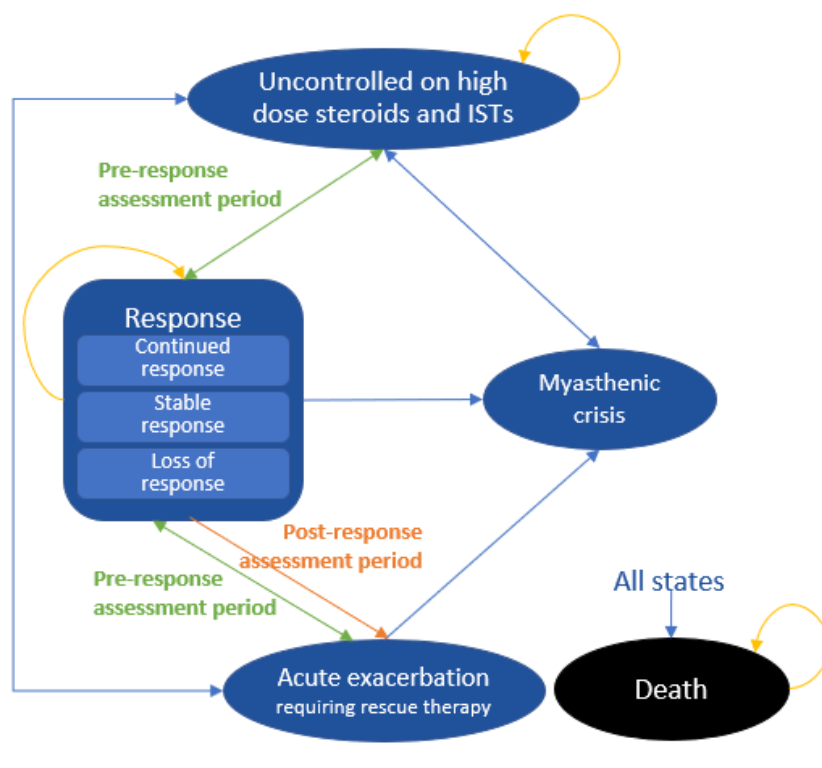 Uncontrolled on high
dose steroids and ISTs
Pre-response
assessment period
Response
Continued
response
Stable
response
Loss of
response
Myasthenic
crisis
Post-response
assessment period
Pre-response
assessment period
All states
Acute exacerbation
requiring rescue therapy
Death